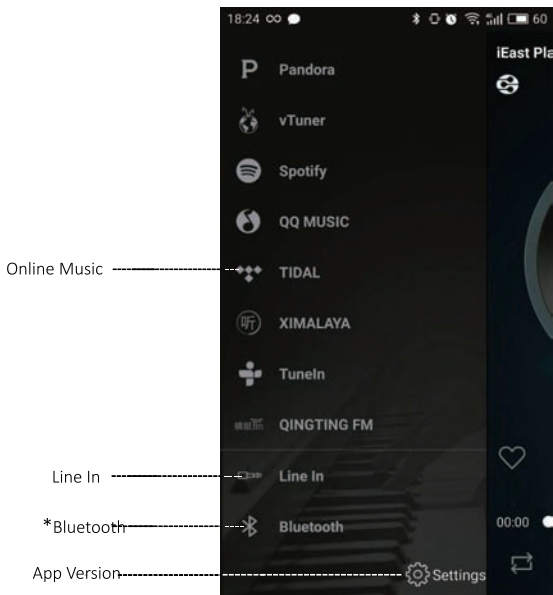 18:24
60
iEast Pla
Pandora
vTuner
Spotify
QQ MUSIC
Online Music
TIDAL
听
XIMALAYA
TuneIn
QINGTING FM
Line In
Line In
*Bluetooth
Bluetooth
00:00
App Version
Settings